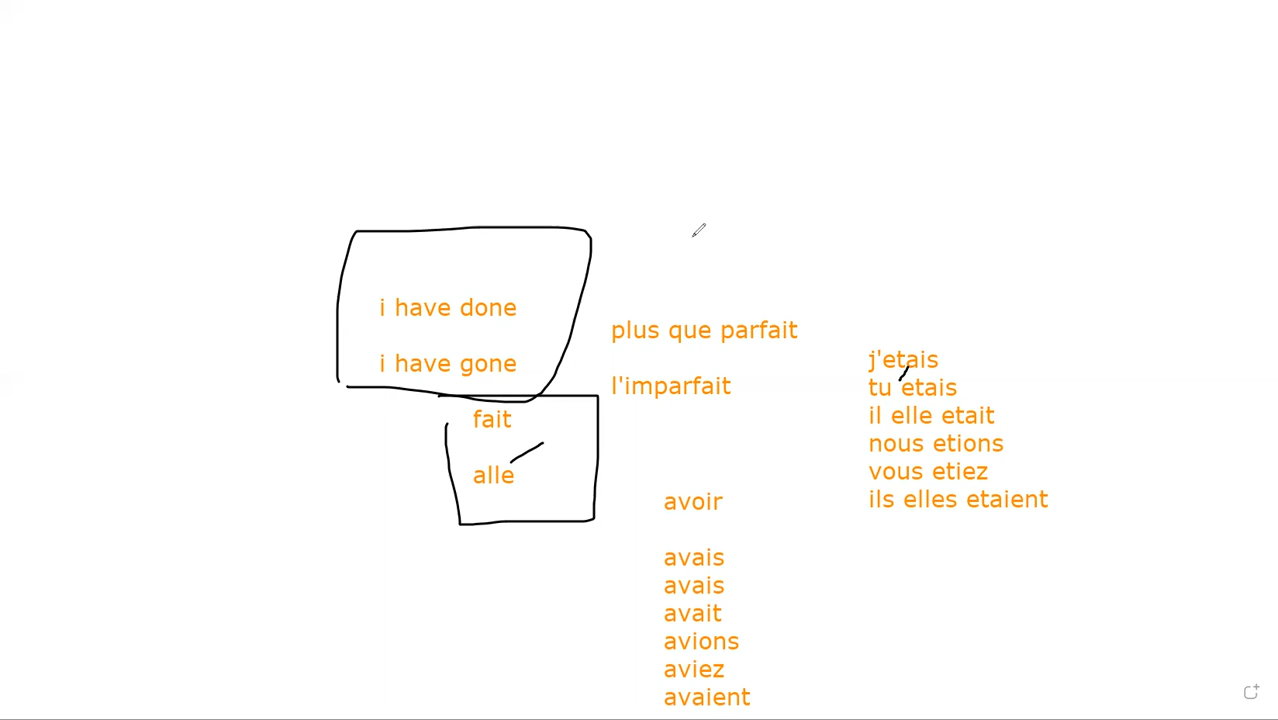 i have done
i have gone
fait
alle
plus que parfait
l'imparfait
avoir
avais
avais
avait
avions
aviez
avaient
j'etais
tu etais
il elle etait
nous etions
vous etiez
ils elles etaient